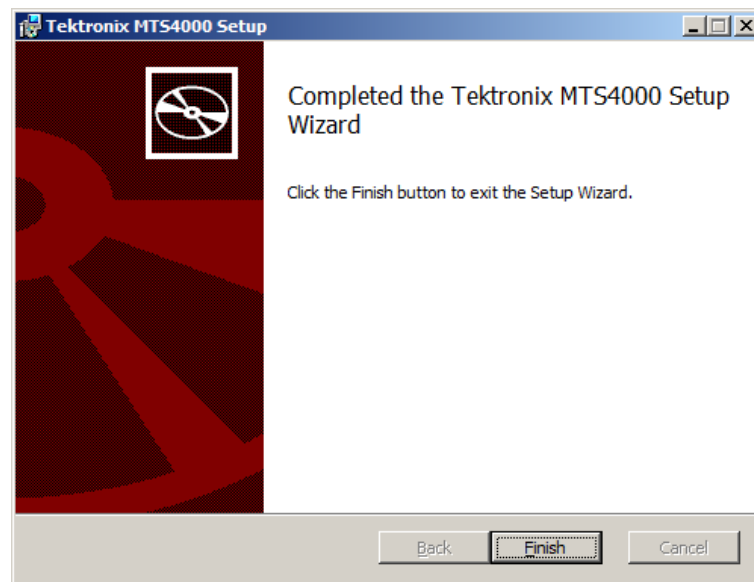 Tektronix MTS4000 Setup
Completed the Tektronix MTS4000 Setup
Wizard
Click the Finish button to exit the Setup Wizard.
Back Finish Cancel